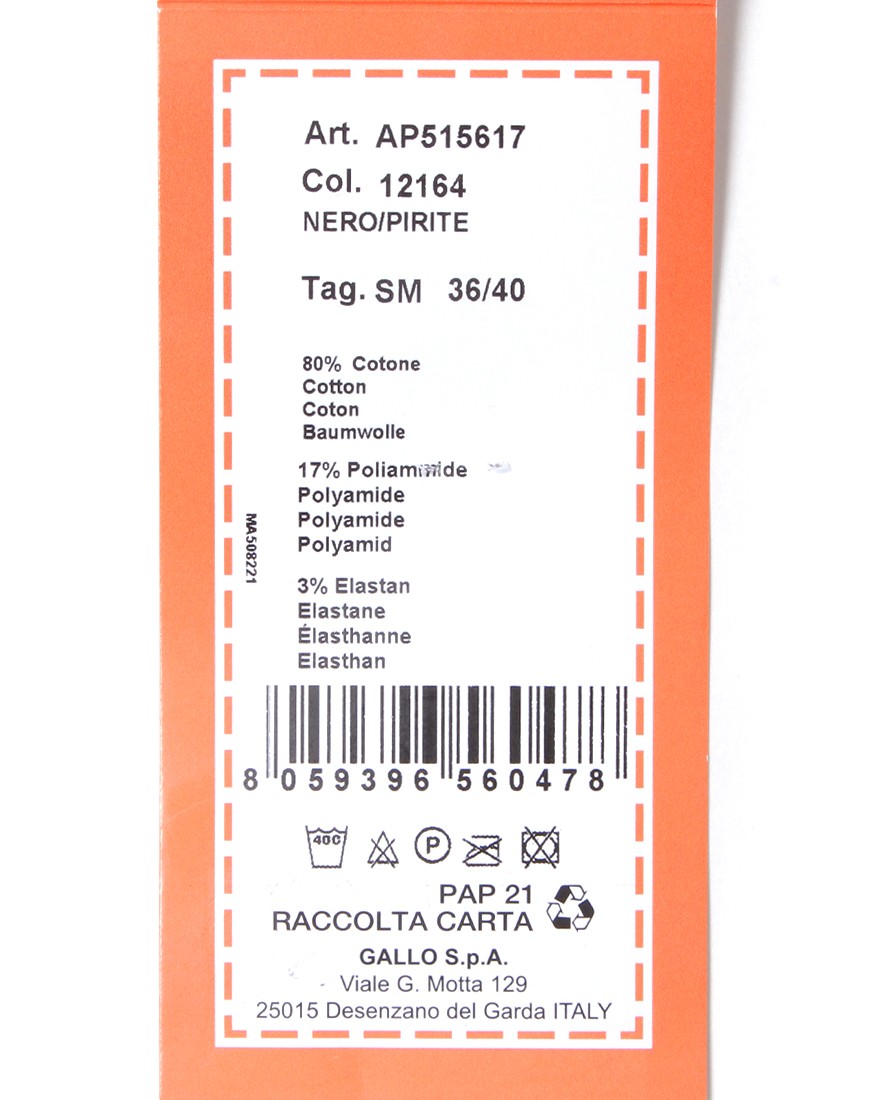 Art. AP515617
Col. 12164
NERO/PIRITE
Tag. SM 36/40
80% Cotone
Cotton
Coton
Baumwolle
17% Poliammide
Polyamide
Polyamide
Polyamid
MA508221
3% Elastan
Elastane
Élasthanne
Elasthan
8 059396 560478
40C
P
PAP 21
RACCOLTA CARTA
GALLO S.p.A.
Viale G. Motta 129
25015 Desenzano del Garda ITALY